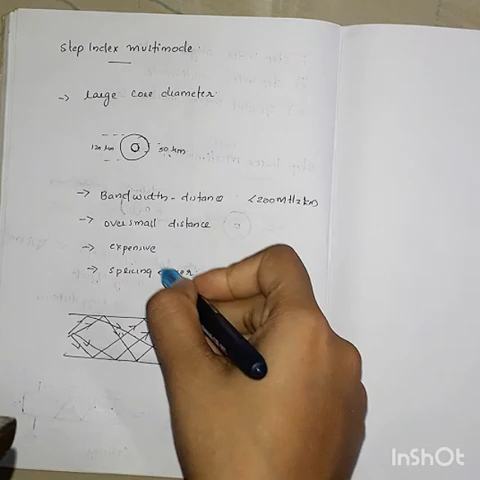 Step Index multimode
-> large core diameter
120 μm 50 μm
-> Bandwidth - distance <200MHz km
-> over small distance
-> expensive
-> splicing
InShOt